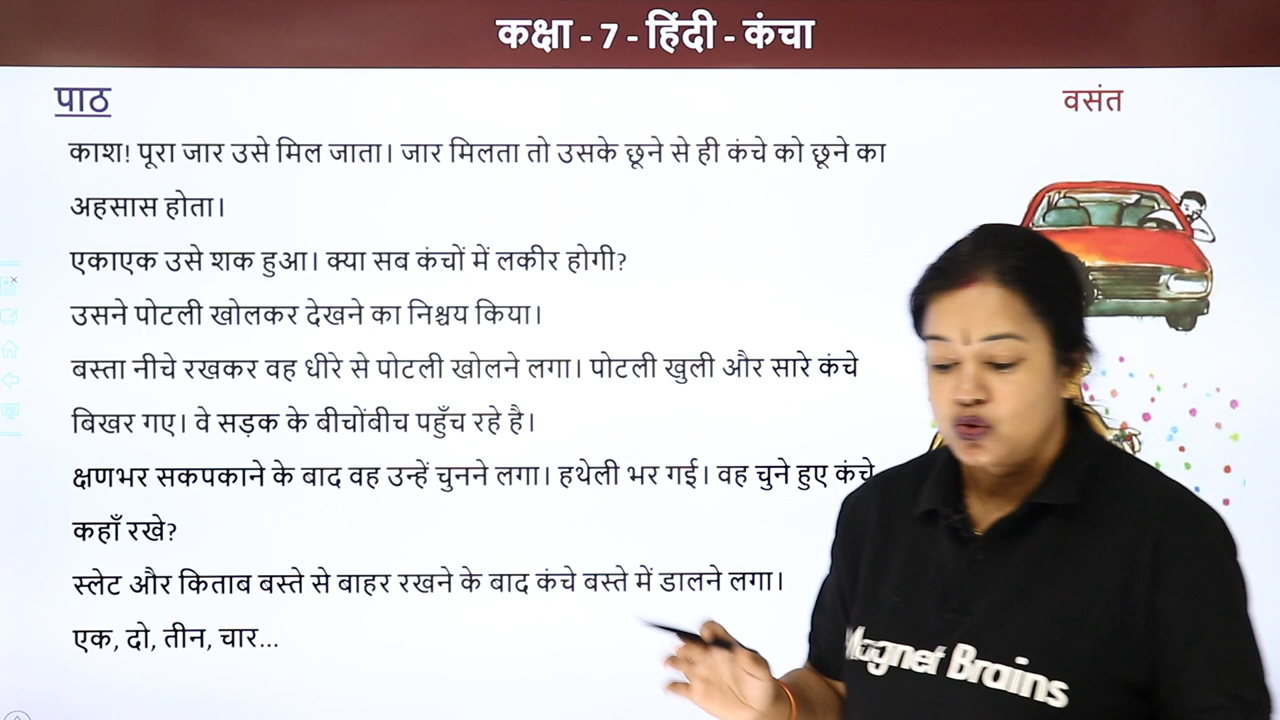 कक्षा - 7 - हिंदी - कंचा
पाठ
वसंत
काश! पूरा जार उसे मिल जाता। जार मिलता तो उसके छूने से ही कंचे को छूने का
अहसास होता।
एकाएक उसे शक हुआ। क्या सब कंचों में लकीर होगी?
उसने पोटली खोलकर देखने का निश्चय किया।
बस्ता नीचे रखकर वह धीरे से पोटली खोलने लगा। पोटली खुली और सारे कंचे
बिखर गए। वे सड़क के बीचोंबीच पहुँच रहे है।
क्षणभर सकपकाने के बाद वह उन्हें चुनने लगा। हथेली भर गई। वह चुने हुए कंचे
कहाँ रखे?
स्लेट और किताब बस्ते से बाहर रखने के बाद कंचे बस्ते में डालने लगा।
एक, दो, तीन, चार...
Magnet Brains